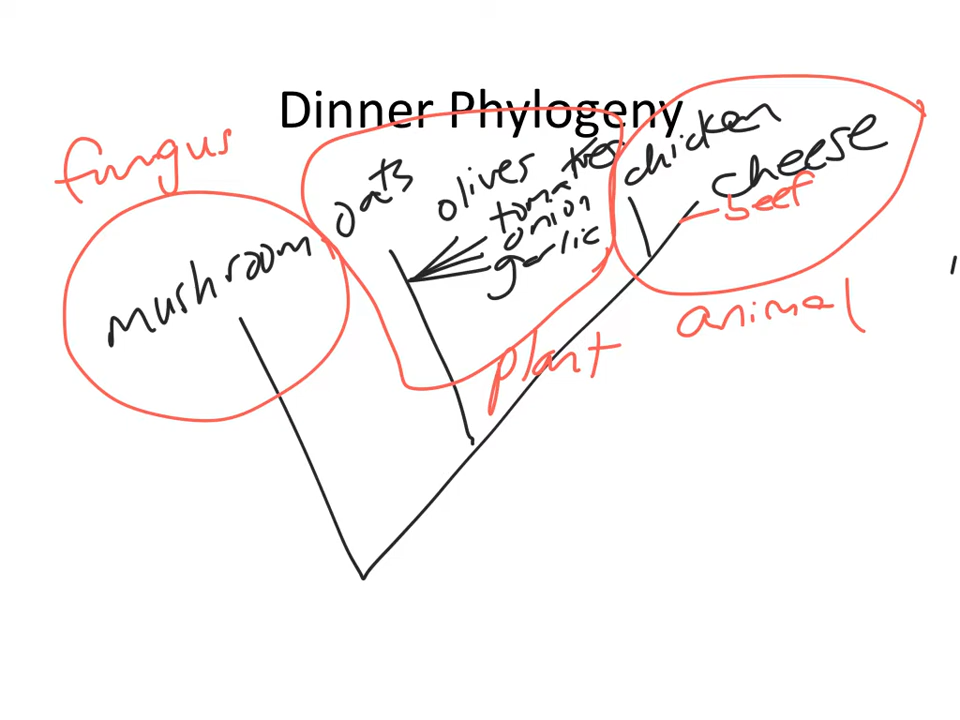 Dinner Phylogeny
fungus
mushroom
oats
olives
tomatoes
onion
garlic
chicken
cheese
beef
plant
animal